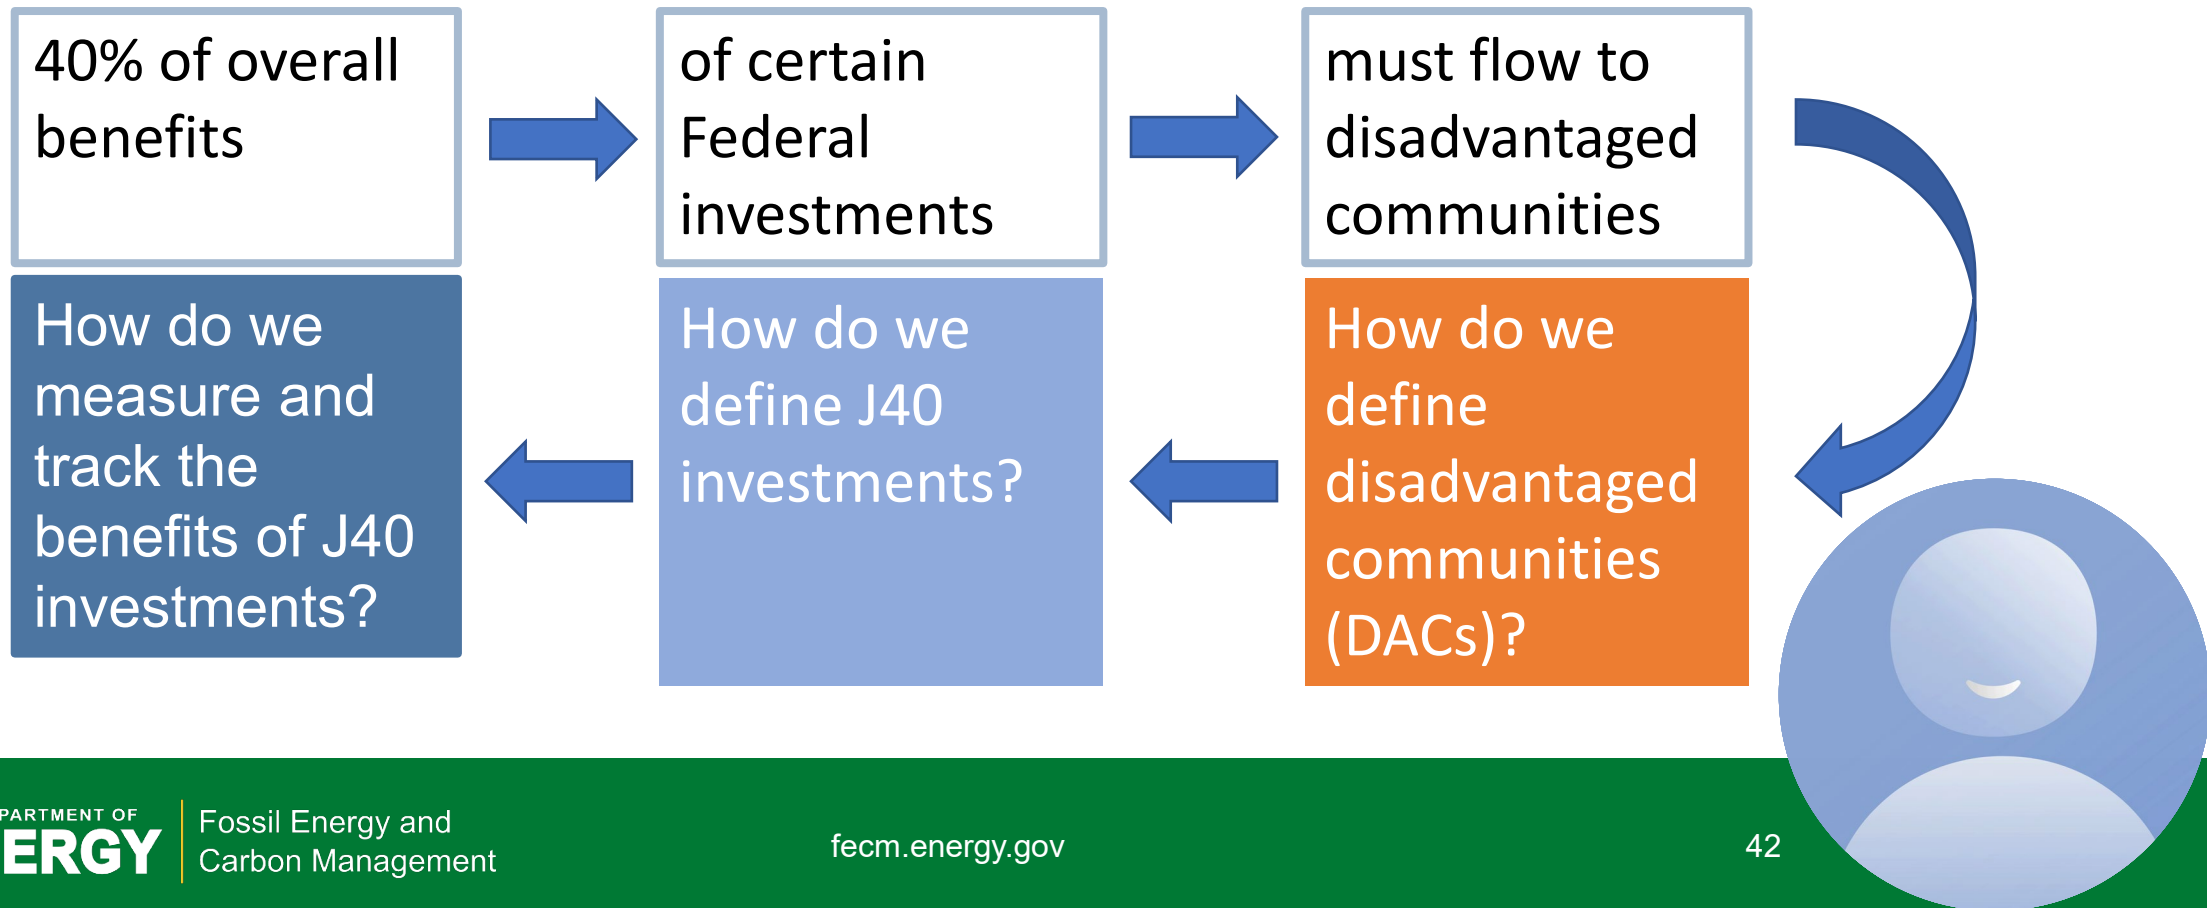 40% of overall
benefits
of certain
Federal
investments
must flow to
disadvantaged
communities
How do we
measure and
track the
benefits of J40
investments?
How do we
define J40
investments?
How do we
define
disadvantaged
communities
(DACs)?
PARTMENT OF
ERGY
Fossil Energy and
Carbon Management
fecm.energy.gov
42